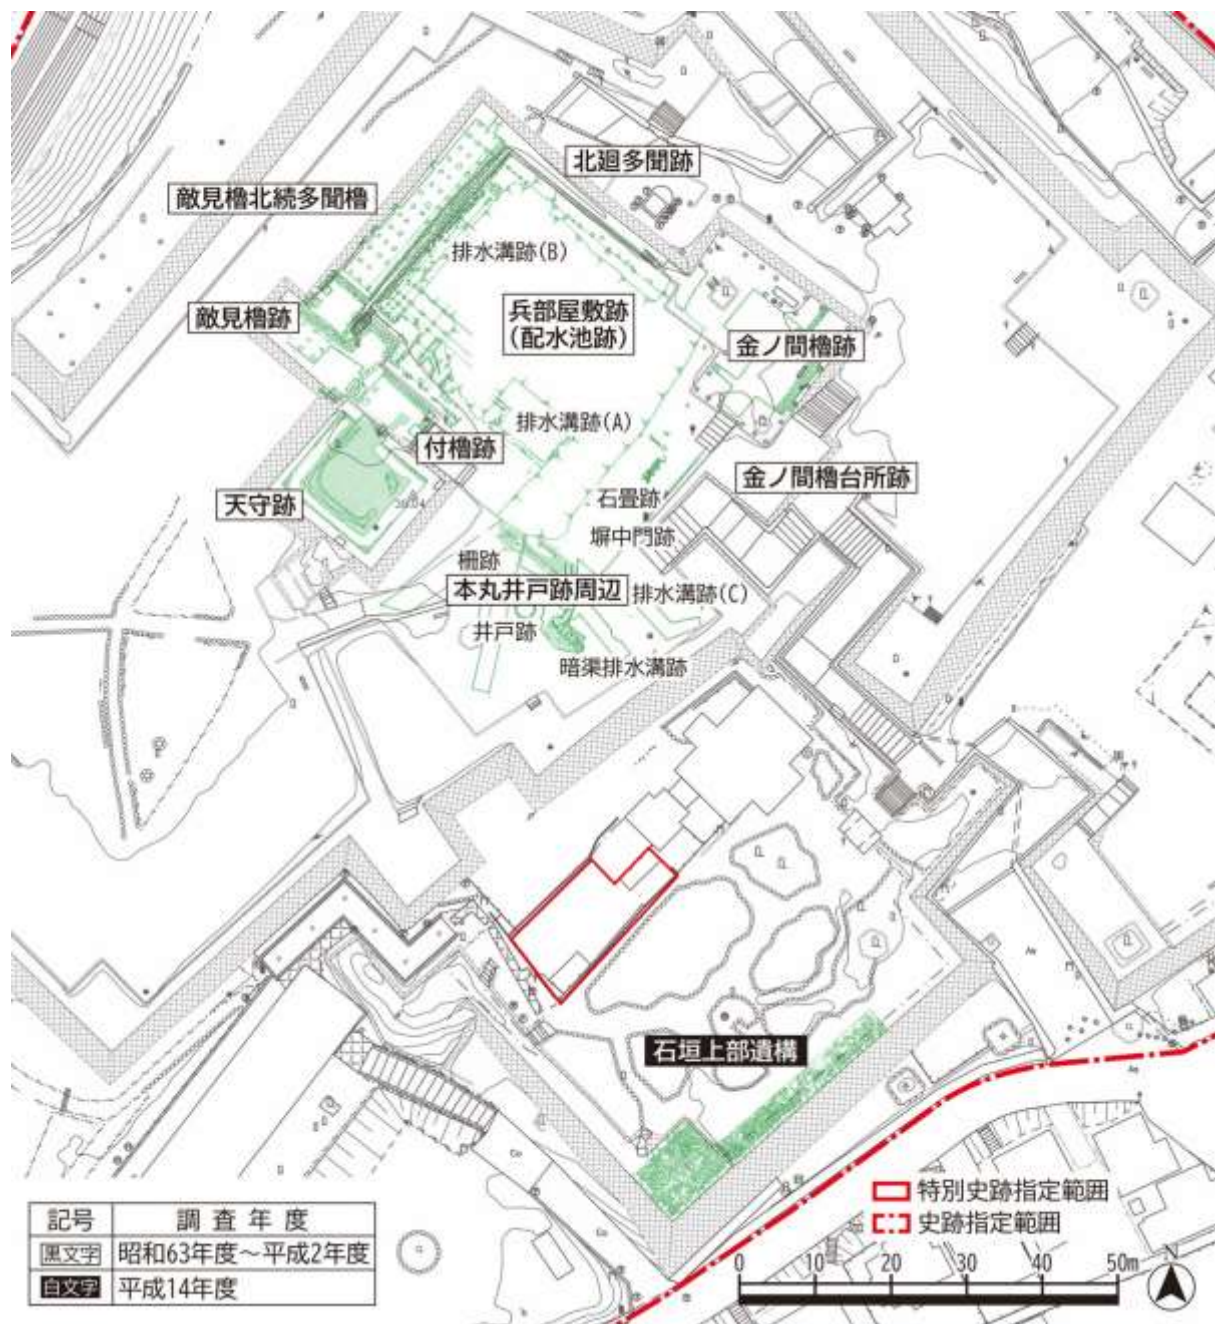 北廻多聞跡
敵見櫓北続多聞櫓
排水溝跡(B)
敵見櫓跡
兵部屋敷跡
(配水池跡)
金ノ間櫓跡
排水溝跡(A)
付櫓跡
金ノ間櫓台所跡
天守跡
石畳跡
塀中門跡
柵跡
本丸井戸跡周辺
排水溝跡(C)
井戸跡
暗渠排水溝跡
石垣上部遺構
特別史跡指定範囲
史跡指定範囲
記号 調査年度
黒文字 昭和63年度～平成2年度
白文字 平成14年度
0 10 20 30 40 50m
N